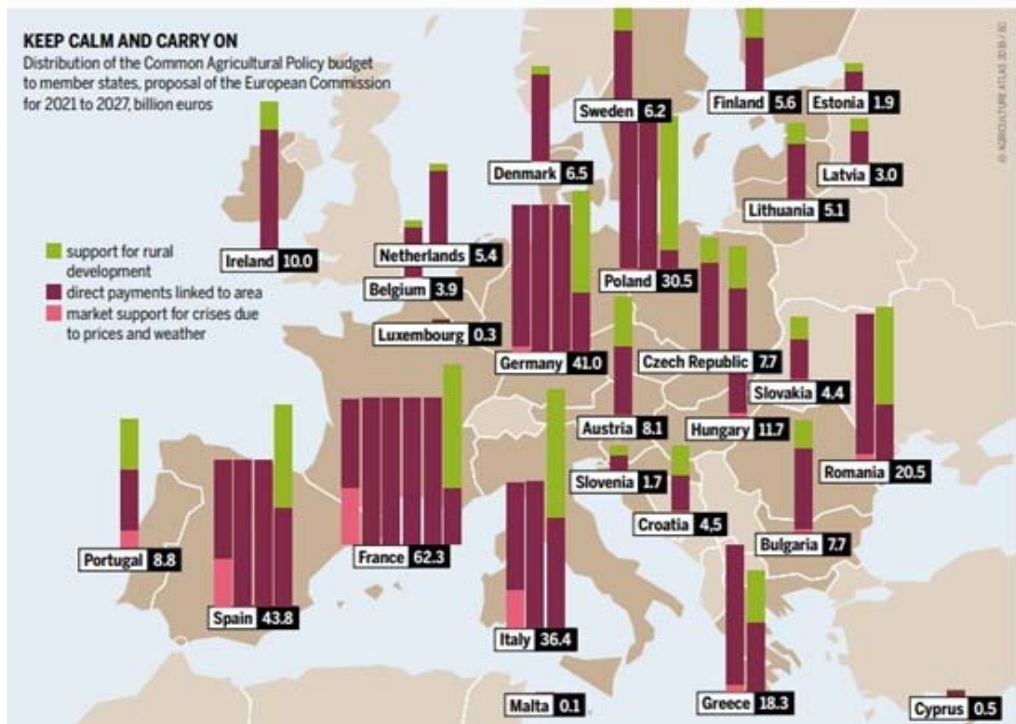 KEEP CALM AND CARRY ON
Distribution of the Common Agricultural Policy budget
to member states, proposal of the European Commission
for 2021 to 2027, billion euros
© AGRICULTURE ATLAS 2019 / EC
Sweden 6.2
Finland 5.6
Estonia 1.9
Denmark 6.5
Latvia 3.0
Lithuania 5.1
support for rural
development
direct payments linked to area
market support for crises due
to prices and weather
Ireland 10.0
Netherlands 5.4
Belgium 3.9
Poland 30.5
Luxembourg 0.3
Germany 41.0
Czech Republic 7.7
Slovakia 4.4
Austria 8.1
Hungary 11.7
Romania 20.5
Slovenia 1.7
Croatia 4,5
Bulgaria 7.7
Portugal 8.8
France 62.3
Spain 43.8
Italy 36.4
Malta 0.1
Greece 18.3
Cyprus 0.5